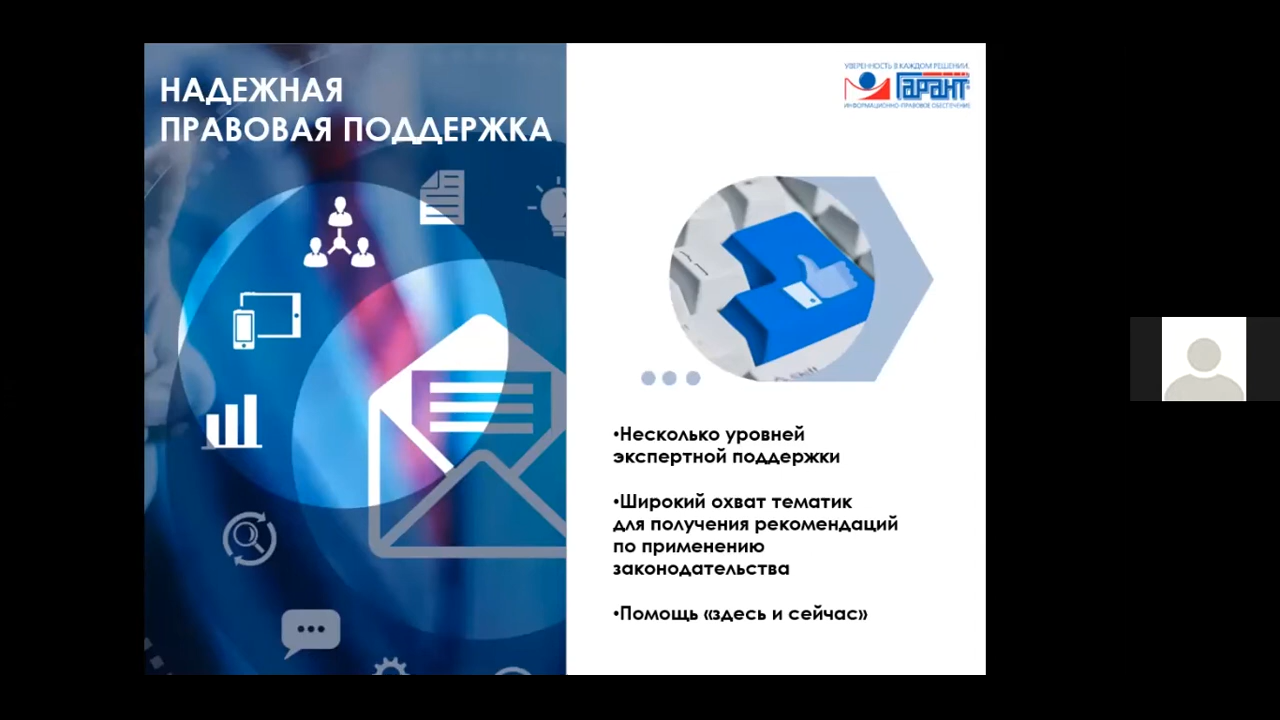 НАДЕЖНАЯ
ПРАВОВАЯ ПОДДЕРЖКА
УВЕРЕННОСТЬ В КАЖДОМ РЕШЕНИИ.
ГАРАНТ®
ИНФОРМАЦИОННО-ПРАВОВОЕ ОБЕСПЕЧЕНИЕ
•Несколько уровней
экспертной поддержки
•Широкий охват тематик
для получения рекомендаций
по применению
законодательства
•Помощь «здесь и сейчас»